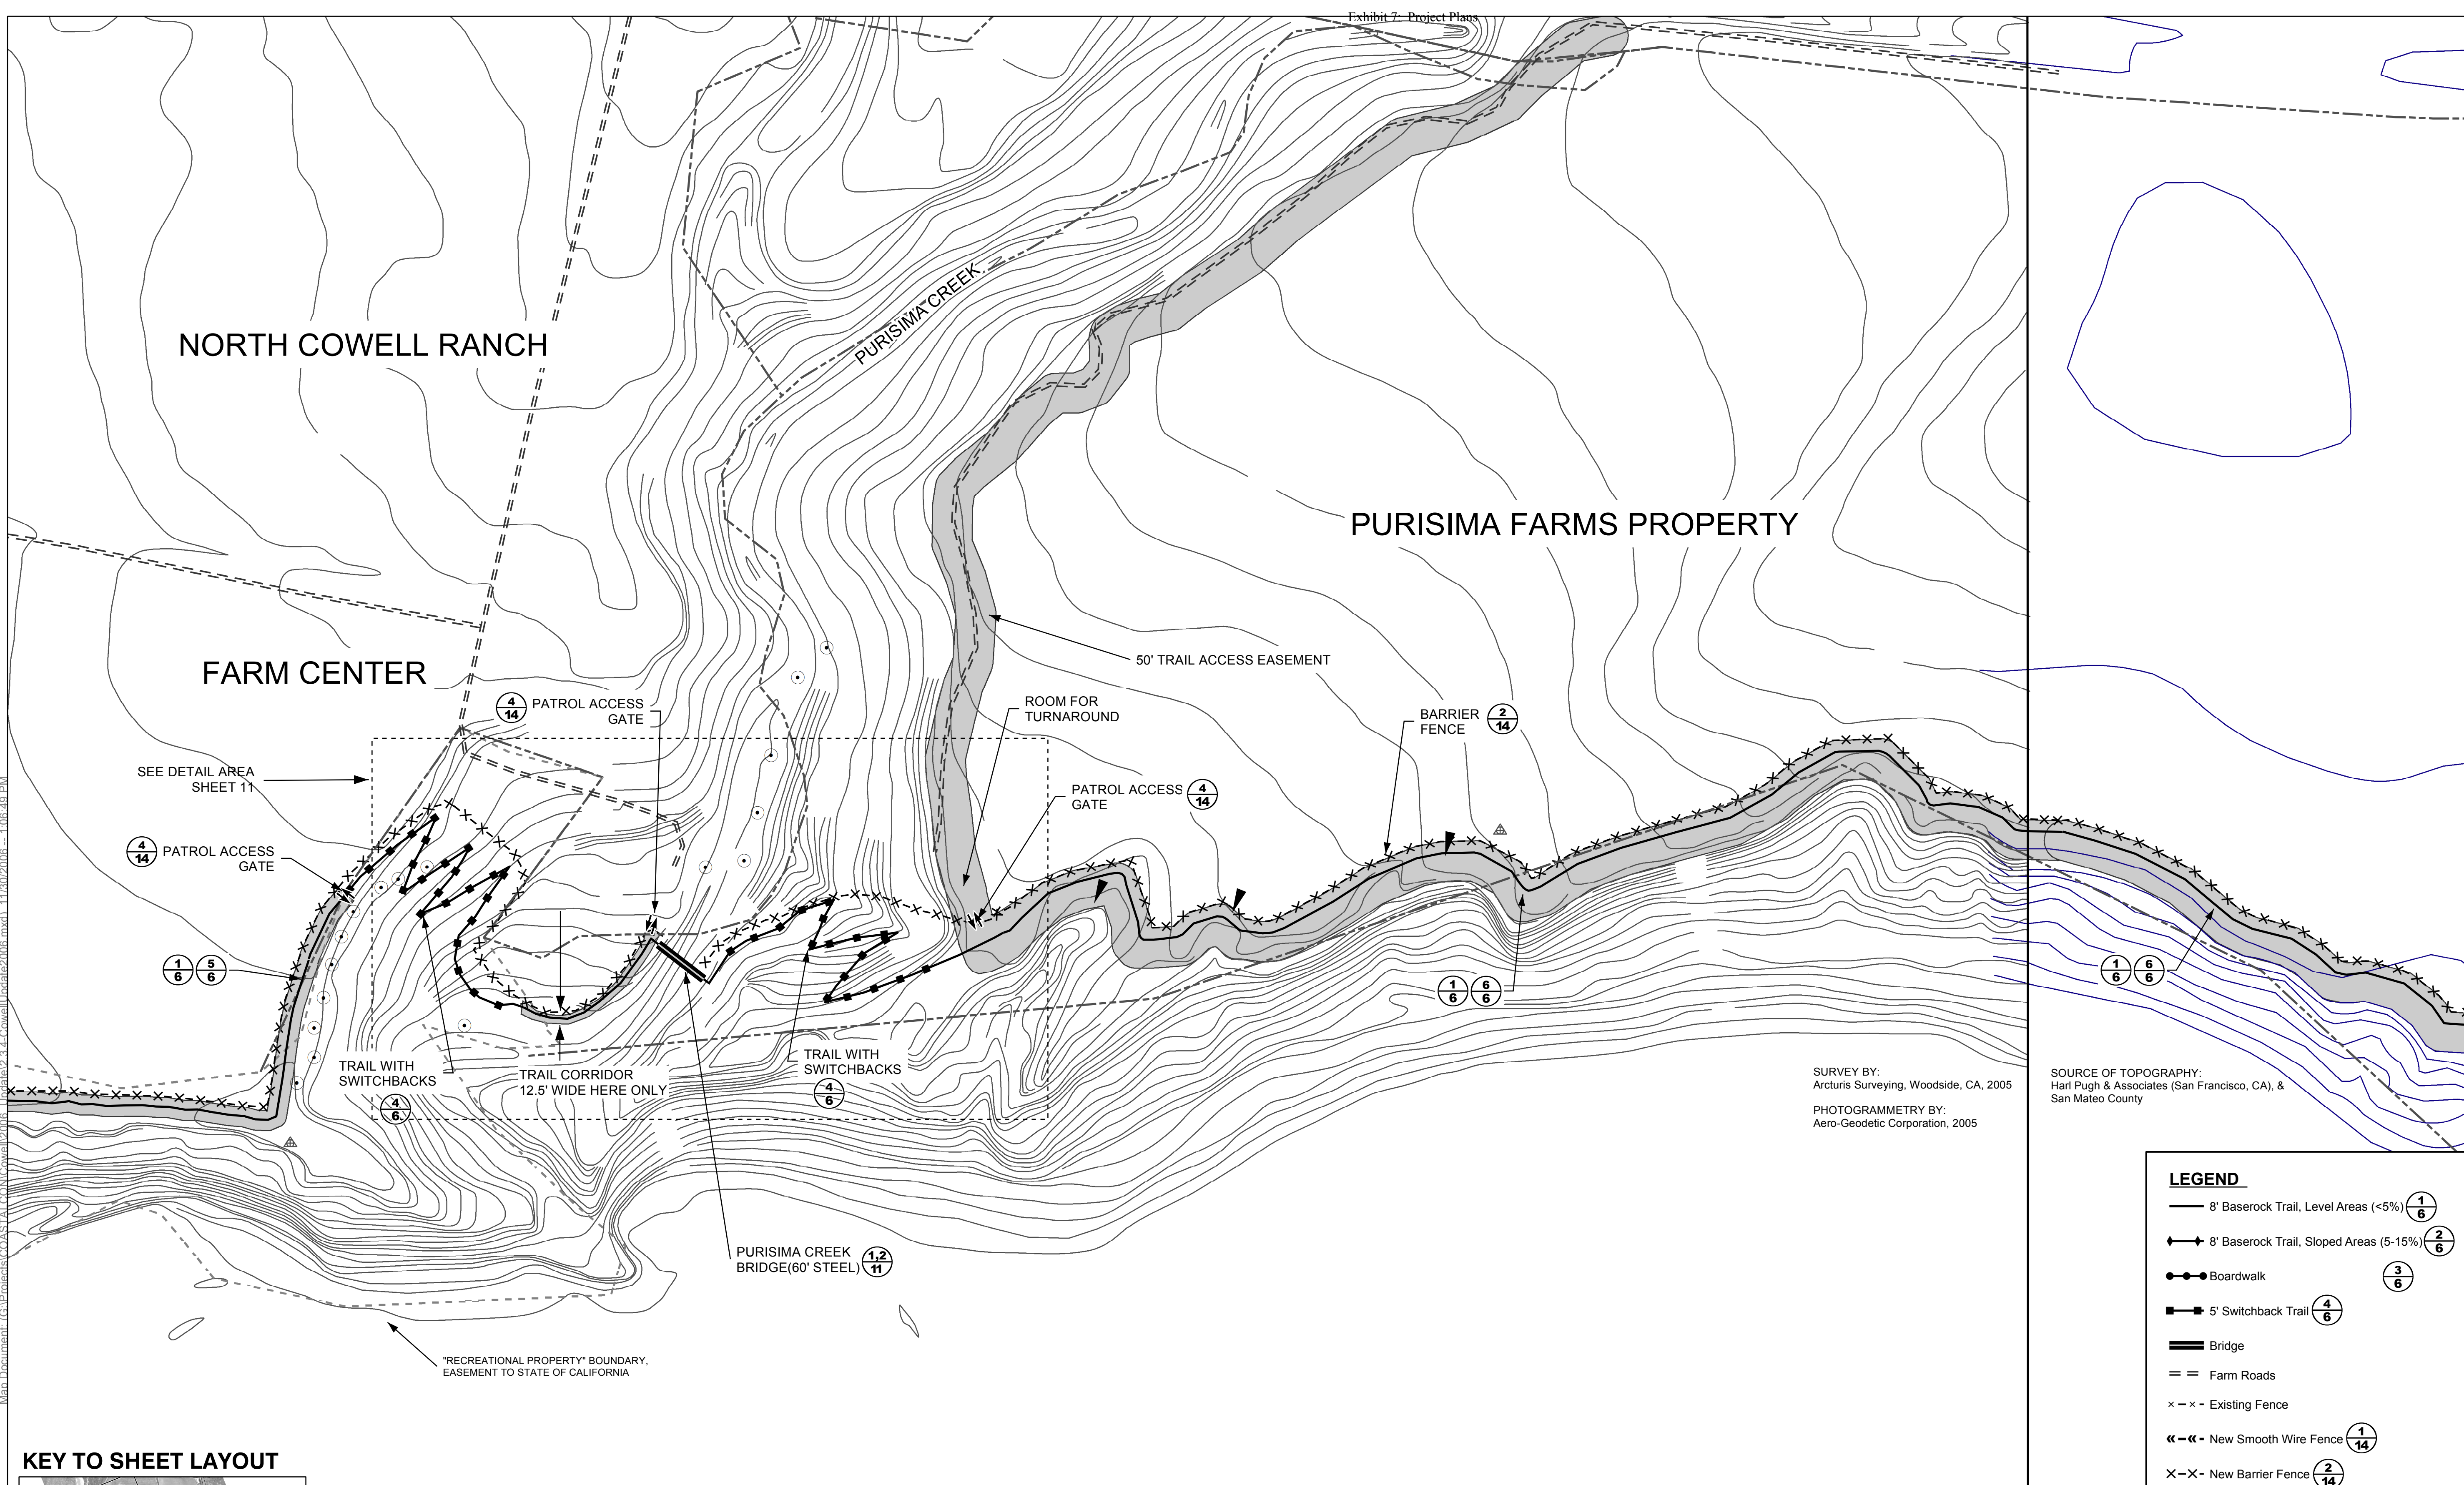 Exhibit 7: Project Plans
NORTH COWELL RANCH
PURISIMA CREEK
PURISIMA FARMS PROPERTY
FARM CENTER
50' TRAIL ACCESS EASEMENT
4
14
PATROL ACCESS
GATE
ROOM FOR
TURNAROUND
BARRIER
FENCE
2
14
SEE DETAIL AREA
SHEET 11
PATROL ACCESS
GATE
4
14
4
14
PATROL ACCESS
GATE
1
6
5
6
1
6
6
6
1
6
6
6
TRAIL WITH
SWITCHBACKS
4
6
TRAIL CORRIDOR
12.5' WIDE HERE ONLY
TRAIL WITH
SWITCHBACKS
4
6
PURISIMA CREEK
BRIDGE(60' STEEL)
1,2
11
"RECREATIONAL PROPERTY" BOUNDARY,
EASEMENT TO STATE OF CALIFORNIA
SURVEY BY:
Arcturis Surveying, Woodside, CA, 2005
PHOTOGRAMMETRY BY:
Aero-Geodetic Corporation, 2005
SOURCE OF TOPOGRAPHY:
Harl Pugh & Associates (San Francisco, CA), &
San Mateo County
LEGEND
8' Baserock Trail, Level Areas (<5%)
1
6
8' Baserock Trail, Sloped Areas (5-15%)
2
6
Boardwalk
3
6
5' Switchback Trail
4
6
Bridge
Farm Roads
Existing Fence
New Smooth Wire Fence
1
14
New Barrier Fence
2
14
KEY TO SHEET LAYOUT